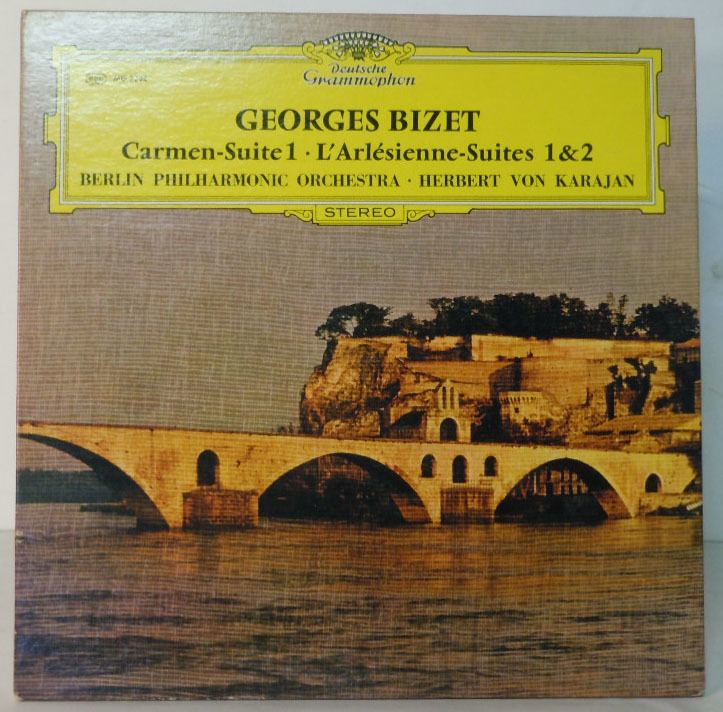 Deutsche
Grammophon
GEORGES BIZET
Carmen-Suite 1 · L'Arlésienne-Suites 1 & 2
BERLIN PHILHARMONIC ORCHESTRA · HERBERT VON KARAJAN
STEREO